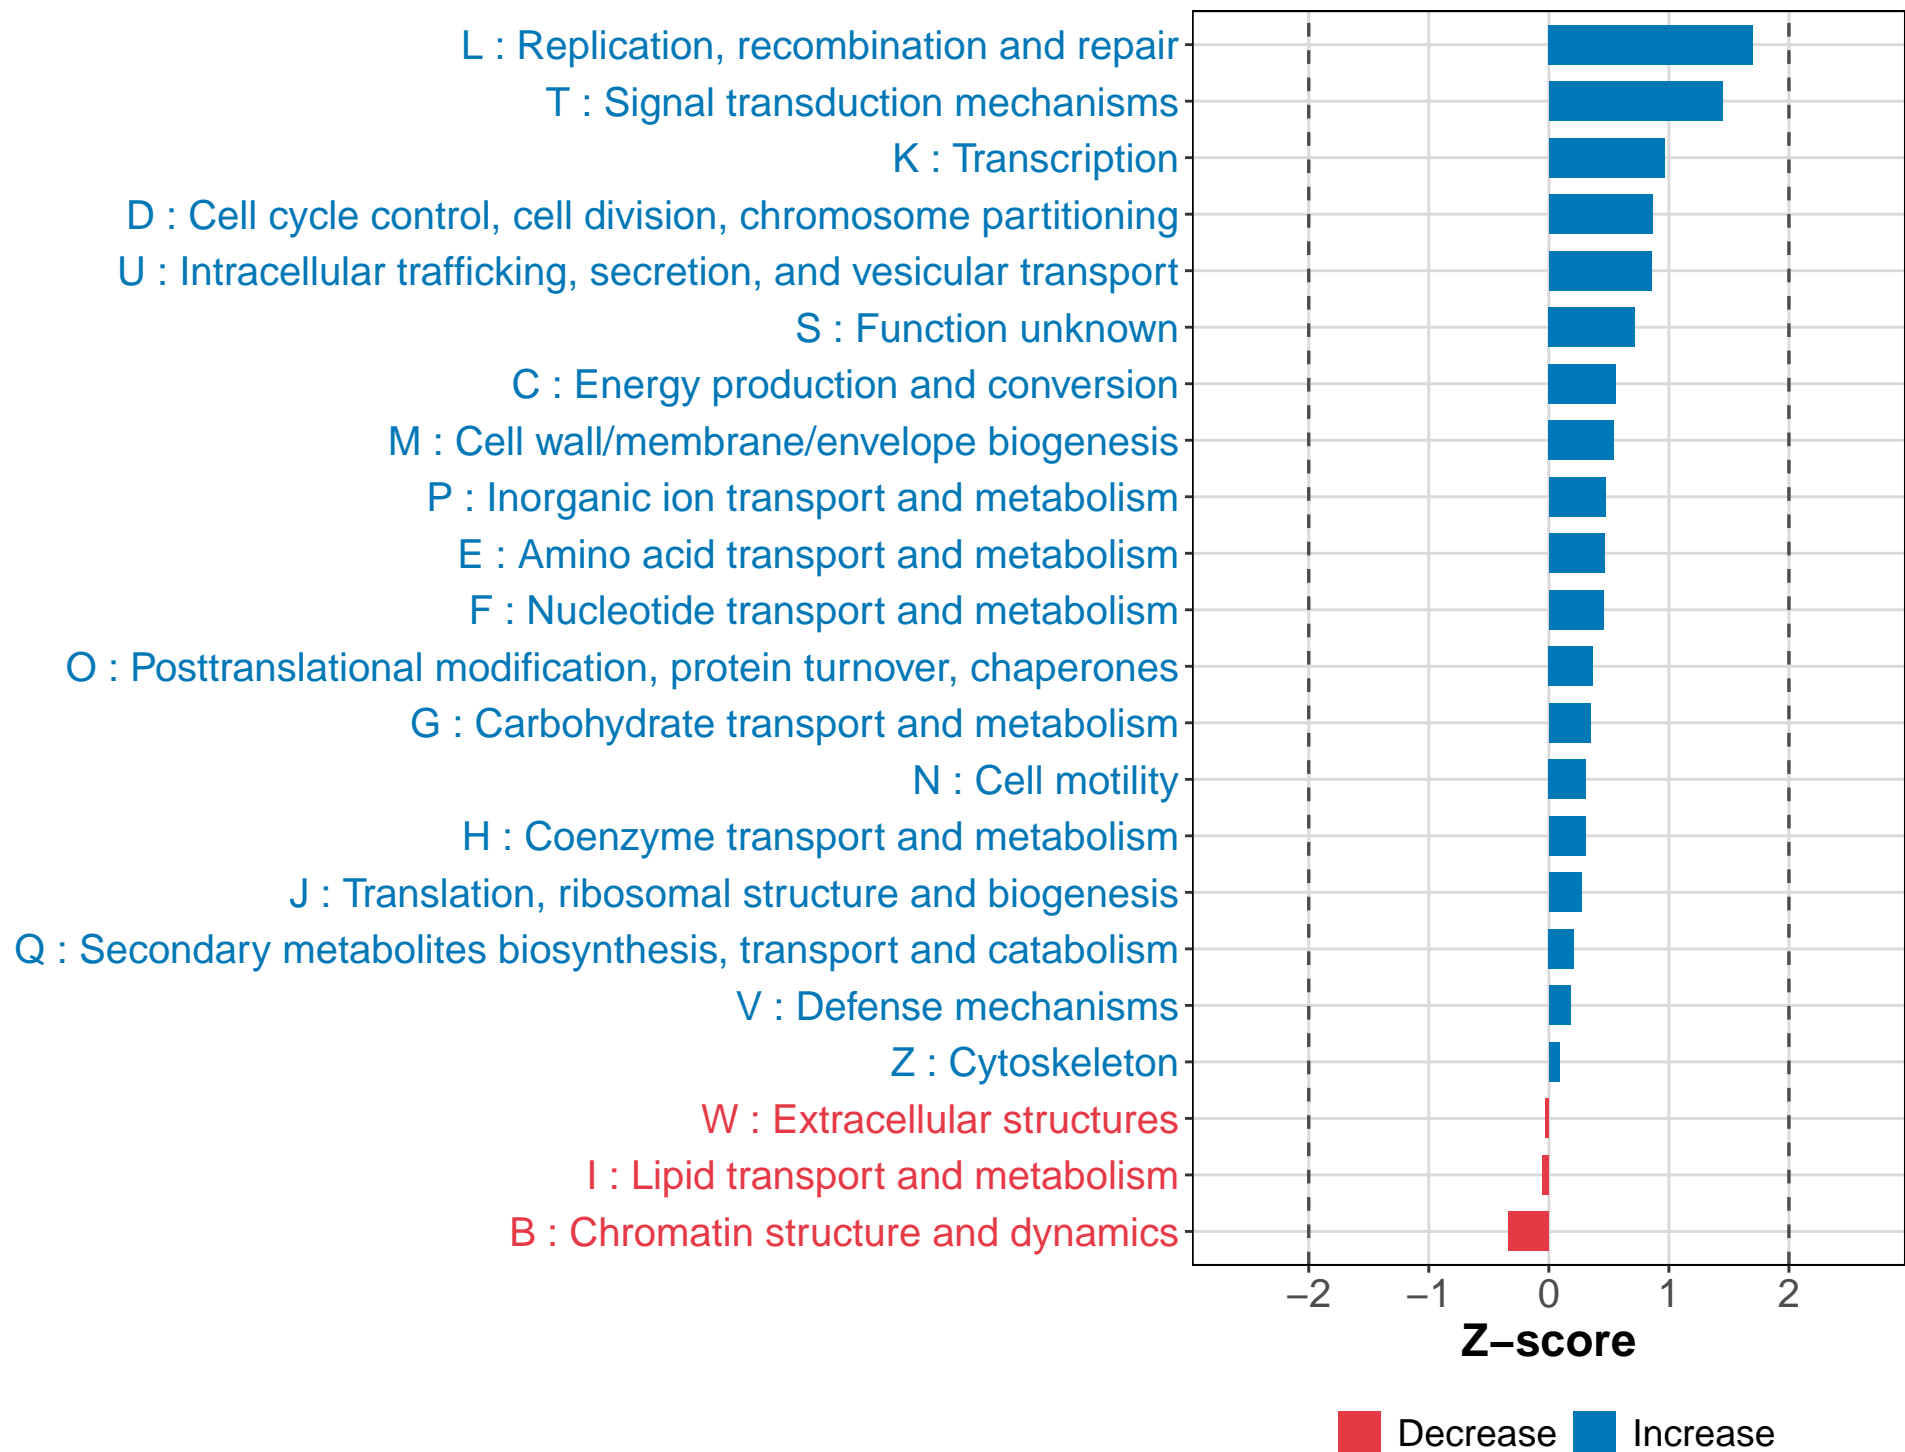 L : Replication, recombination and repair
T : Signal transduction mechanisms
K : Transcription
D : Cell cycle control, cell division, chromosome partitioning
U : Intracellular trafficking, secretion, and vesicular transport
S : Function unknown
C : Energy production and conversion
M : Cell wall/membrane/envelope biogenesis
P : Inorganic ion transport and metabolism
E : Amino acid transport and metabolism
F : Nucleotide transport and metabolism
O : Posttranslational modification, protein turnover, chaperones
G : Carbohydrate transport and metabolism
N : Cell motility
H : Coenzyme transport and metabolism
J : Translation, ribosomal structure and biogenesis
Q : Secondary metabolites biosynthesis, transport and catabolism
V : Defense mechanisms
Z : Cytoskeleton
W : Extracellular structures
I : Lipid transport and metabolism
B : Chromatin structure and dynamics
−2 −1 0 1 2
Z−score
Decrease Increase